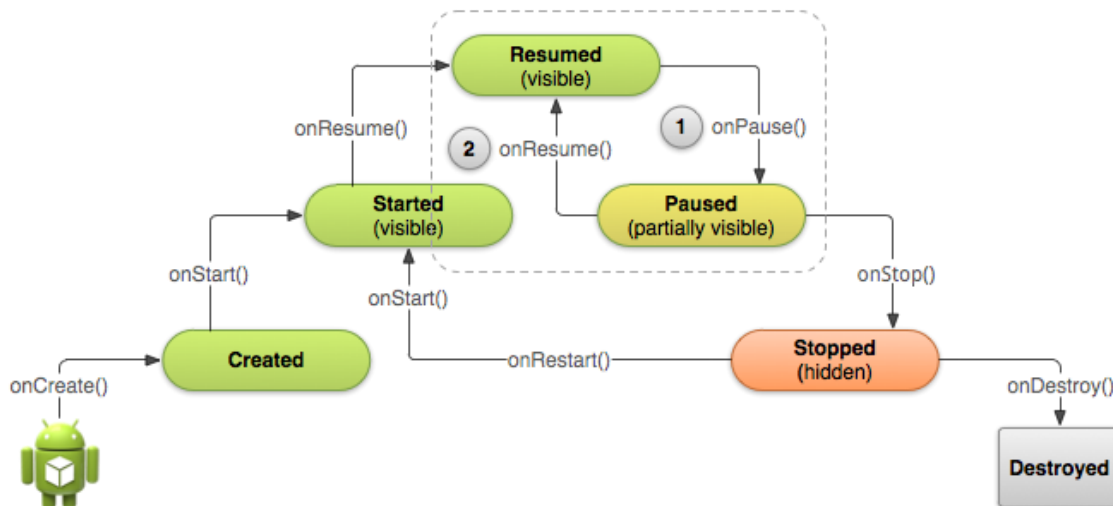 Resumed
(visible)
onResume()
2
onResume()
1
onPause()
Started
(visible)
Paused
(partially visible)
onStart()
onStart()
onStop()
Created
onRestart()
Stopped
(hidden)
onCreate()
onDestroy()
Destroyed